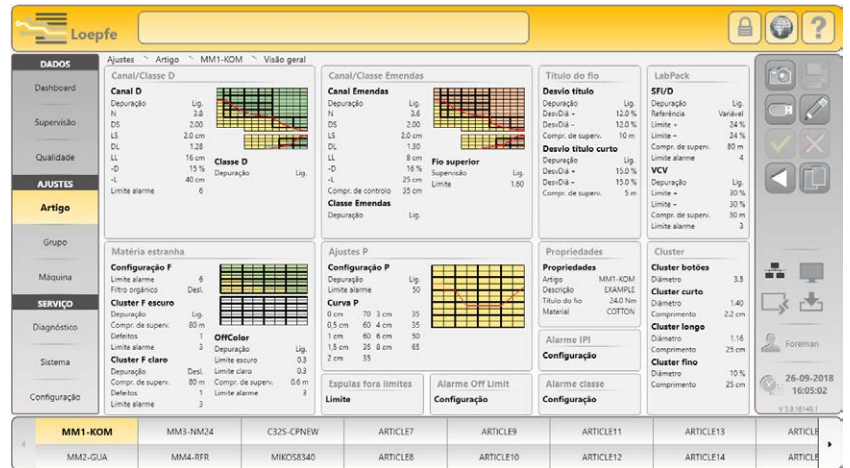 Loepfe
?
DADOS
Dashboard
Supervisão
Qualidade
AJUSTES
Artigo
Grupo
Máquina
SERVIÇO
Diagnóstico
Sistema
Configuração
Ajustes Artigo MM1-KOM Visão geral
Canal/Classe D
Canal D
Depuração Lig.
N 3.8
DS 2.00
LS 2.0 cm
DL 1.28
LL 16 cm
-D 15 %
-L 40 cm
Limite alarme 6
Classe D
Depuração Lig.
Canal/Classe Emendas
Canal Emendas
Depuração Lig.
N 3.6
DS 2.00
LS 2.0 cm
DL 1.30
LL 8 cm
-D 16 %
-L 25 cm
Compr. de controlo 35 cm
Classe Emendas
Depuração Lig.
Fio superior
Supervisão Lig.
Limite 1.60
Título do fio
Desvio título
Depuração Lig.
DesvDiâ + 12.0 %
DesvDiâ - 12.0 %
Compr. de superv. 10 m
Desvio título curto
Depuração Lig.
DesvDiâ + 15.0 %
DesvDiâ - 15.0 %
Compr. de superv. 5 m
LabPack
SFI/D
Depuração Lig.
Referência Variável
Limite + 24 %
Limite - 24 %
Compr. de superv. 80 m
Limite alarme 4
VCV
Depuração Lig.
Limite + 30 %
Limite - 30 %
Compr. de superv. 30 m
Limite alarme 3
Matéria estranha
Configuração F
Limite alarme 6
Filtro orgânico Desl.
Cluster F escuro
Depuração Lig.
Compr. de superv. 80 m
Defeitos 1
Limite alarme 3
Cluster F claro
Depuração Desl.
Compr. de superv. 80 m
Defeitos 1
Limite alarme 3
OffColor
Depuração Lig.
Limite escuro 0.3
Limite claro 0.3
Compr. de superv. 0.6 m
Limite alarme 3
Ajustes P
Configuração P
Depuração Lig.
Limite alarme 50
Curva P
0 cm 70 3 cm 35
0,5 cm 60 4 cm 35
1 cm 60 6 cm 50
1,5 cm 35 8 cm 65
2 cm 35
Espulas fora limites
Limite
Alarme Off Limit
Configuração
Propriedades
Propriedades
Artigo MM1-KOM
Descrição EXAMPLE
Título do fio 24.0 Nm
Material COTTON
Alarme IPI
Configuração
Alarme classe
Configuração
Cluster
Cluster botões
Diâmetro 3.5
Cluster curto
Diâmetro 1.40
Comprimento 2.2 cm
Cluster longo
Diâmetro 1.16
Comprimento 25 cm
Cluster fino
Diâmetro 10 %
Comprimento 25 cm
Foreman
26-09-2018
16:05:02
MM1-KOM MM3-NM24 C32S-CPNEW ARTICLE7 ARTICLE9 ARTICLE11 ARTICLE13 ARTICLE
MM2-GUA MM4-RFR MIKOS8340 ARTICLE8 ARTICLE10 ARTICLE12 ARTICLE14 ARTICLE